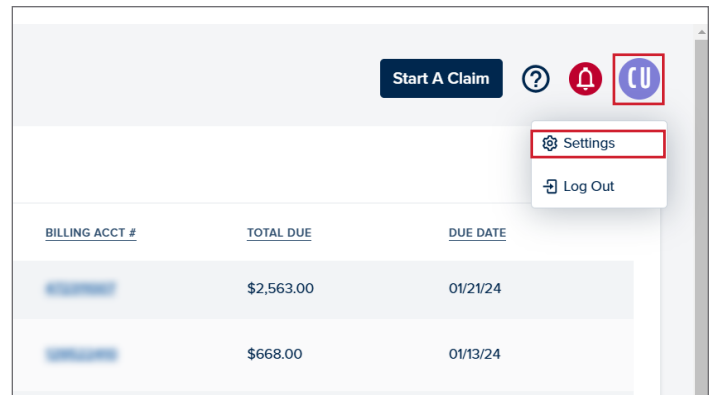 Start A Claim
CU
Settings
Log Out
BILLING ACCT # TOTAL DUE DUE DATE
$2,563.00 01/21/24
$668.00 01/13/24